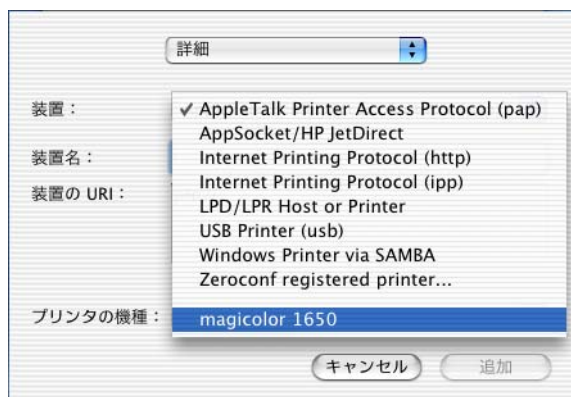 詳細
装置：
✓ AppleTalk Printer Access Protocol (pap)
AppSocket/HP JetDirect
装置名：
Internet Printing Protocol (http)
Internet Printing Protocol (ipp)
装置の URI：
LPD/LPR Host or Printer
USB Printer (usb)
Windows Printer via SAMBA
Zeroconf registered printer...
プリンタの機種：
magicolor 1650
キャンセル
追加